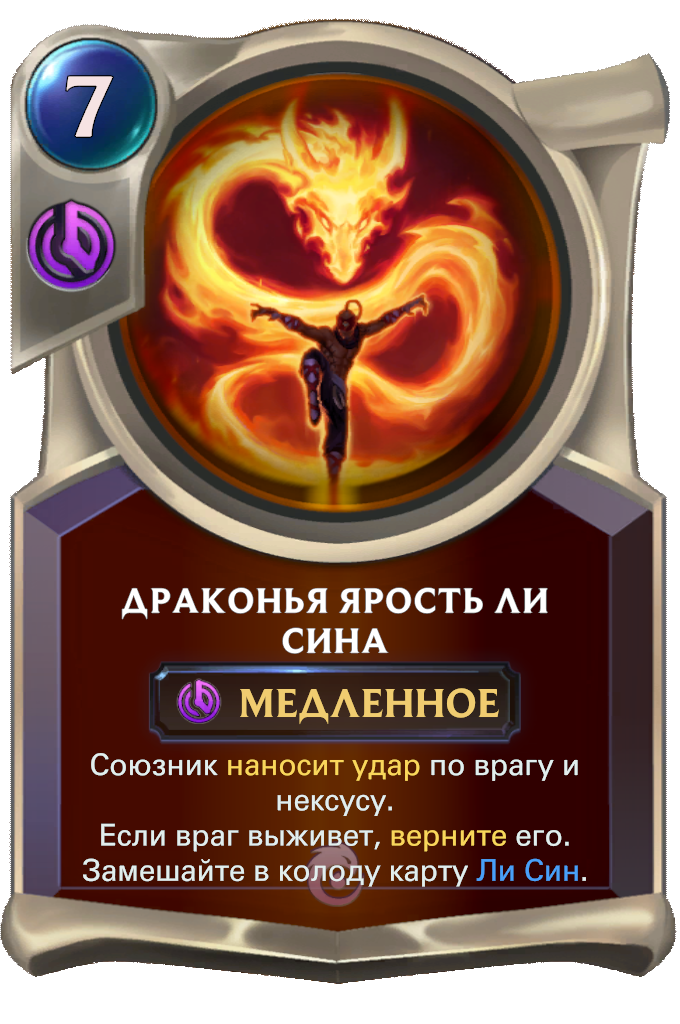 7
ДРАКОНЬЯ ЯРОСТЬ ЛИ
СИНА
МЕДЛЕННОЕ
Союзник наносит удар по врагу и
нексусу.
Если враг выживет, верните его.
Замешайте в колоду карту Ли Син.